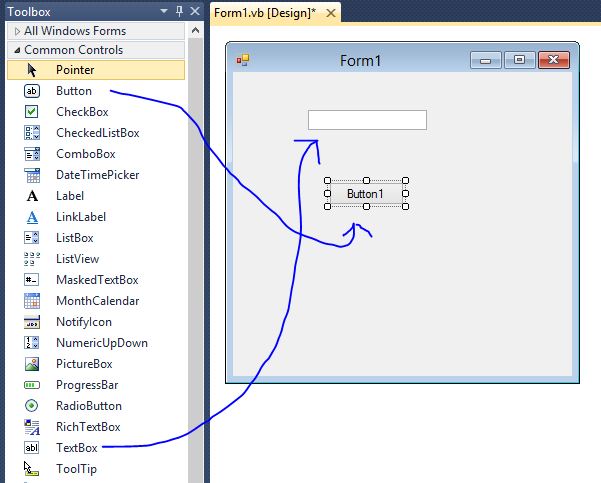 Toolbox
Form1.vb [Design]*
All Windows Forms
Common Controls
Pointer
ab Button
CheckBox
CheckedListBox
ComboBox
DateTimePicker
A Label
A LinkLabel
ListBox
ListView
#.- MaskedTextBox
MonthCalendar
NotifyIcon
NumericUpDown
PictureBox
ProgressBar
RadioButton
RichTextBox
abl TextBox
ToolTip
Form1
Button1